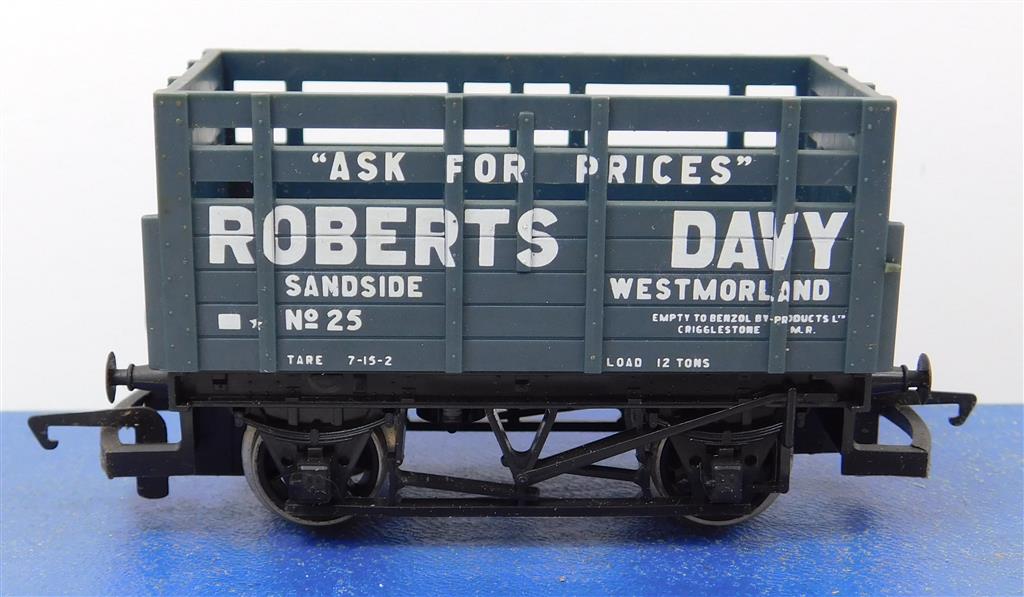 "ASK FOR PRICES"
ROBERTS DAVY
SANDSIDE WESTMORLAND
Nº 25
EMPTY TO BENZOL BY-PRODUCTS Lᵀᴰ
CRIGGLESTONE M.R.
TARE 7-15-2 LOAD 12 TONS